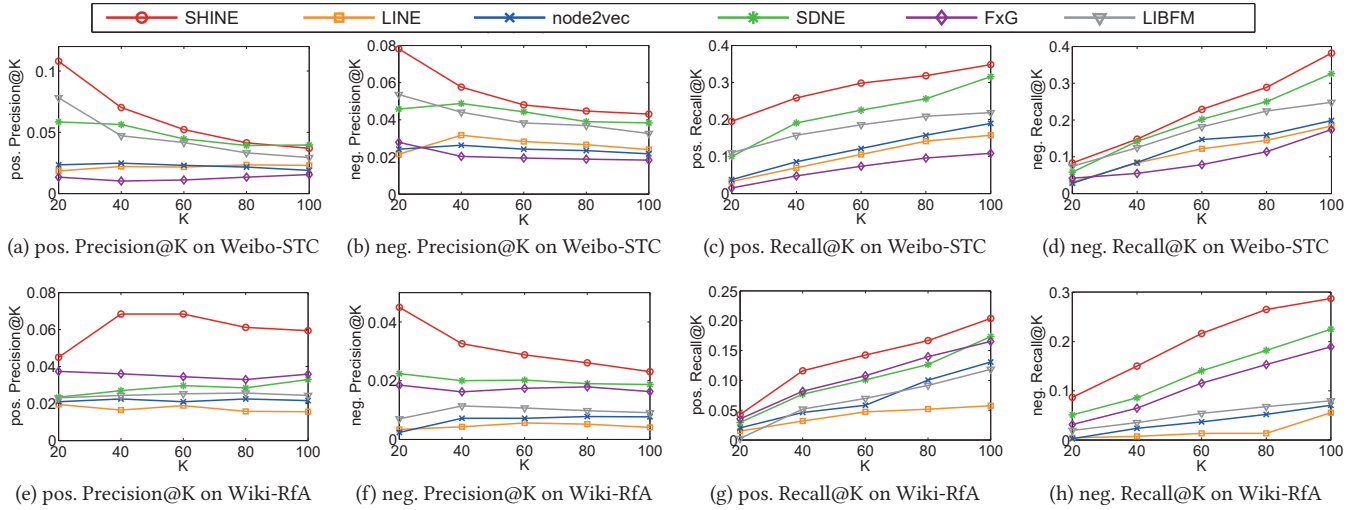 SHINE LINE node2vec SDNE FxG LIBFM
pos. Precision@K
0.1
0.05
0
20 40 60 80 100
K
(a) pos. Precision@K on Weibo-STC
neg. Precision@K
0.08
0.06
0.04
0.02
0
20 40 60 80 100
K
(b) neg. Precision@K on Weibo-STC
pos. Recall@K
0.4
0.3
0.2
0.1
0
20 40 60 80 100
K
(c) pos. Recall@K on Weibo-STC
neg. Recall@K
0.4
0.3
0.2
0.1
0
20 40 60 80 100
K
(d) neg. Recall@K on Weibo-STC
pos. Precision@K
0.08
0.06
0.04
0.02
0
20 40 60 80 100
K
(e) pos. Precision@K on Wiki-RfA
neg. Precision@K
0.04
0.02
0
20 40 60 80 100
K
(f) neg. Precision@K on Wiki-RfA
pos. Recall@K
0.25
0.20
0.15
0.10
0.05
0
20 40 60 80 100
K
(g) pos. Recall@K on Wiki-RfA
neg. Recall@K
0.3
0.2
0.1
0
20 40 60 80 100
K
(h) neg. Recall@K on Wiki-RfA